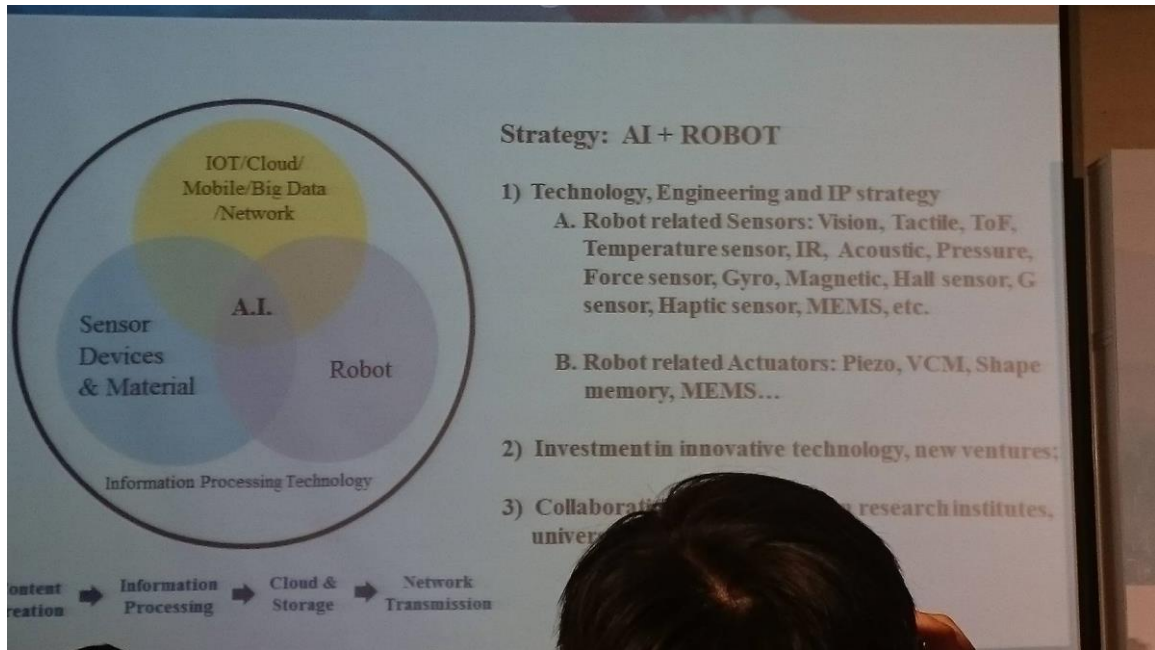 IOT/Cloud/
Mobile/Big Data
/Network
A.I.
Sensor
Devices
& Material
Robot
Information Processing Technology
Information
Processing
Cloud &
Storage
Network
Transmission
Strategy: AI + ROBOT
1) Technology, Engineering and IP strategy
A. Robot related Sensors: Vision, Tactile, ToF,
Temperature sensor, IR, Acoustic, Pressure,
Force sensor, Gyro, Magnetic, Hall sensor, G
sensor, Haptic sensor, MEMS, etc.
B. Robot related Actuators: Piezo, VCM, Shape
memory, MEMS…
2) Investment in innovative technology, new ventures;
3) research institutes,